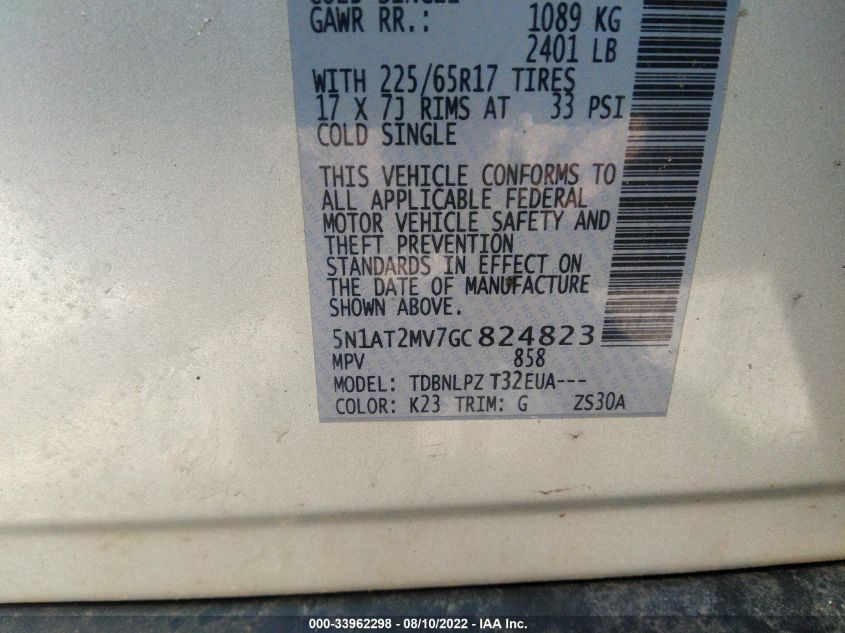 GAWR RR.: 1089 KG
2401 LB
WITH 225/65R17 TIRES
17 X 7J RIMS AT 33 PSI
COLD SINGLE
THIS VEHICLE CONFORMS TO
ALL APPLICABLE FEDERAL
MOTOR VEHICLE SAFETY AND
THEFT PREVENTION
STANDARDS IN EFFECT ON
THE DATE OF MANUFACTURE
SHOWN ABOVE.
5N1AT2MV7GC824823
MPV 858
MODEL: TDBNLPZ T32EUA---
COLOR: K23 TRIM: G ZS30A
000-33962298 - 08/10/2022 - IAA Inc.